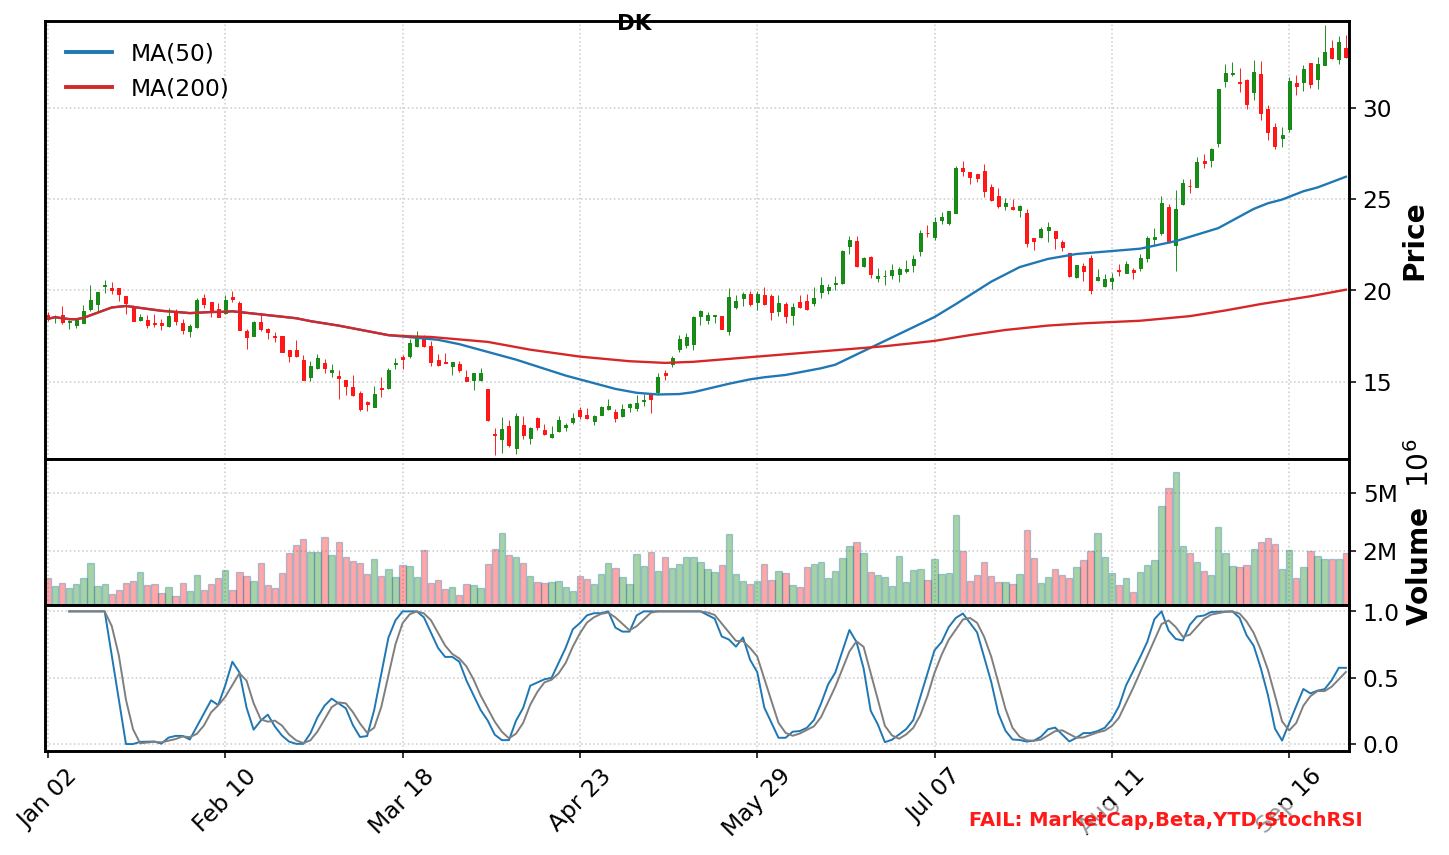 DK
MA(50)
MA(200)
30
25
20
15
Price
5M
2M
Volume 10^6
1.0
0.5
0.0
Jan 02
Feb 10
Mar 18
Apr 23
May 29
Jul 07
Aug 11
Sep 16
FAIL: MarketCap,Beta,YTD,StochRSI